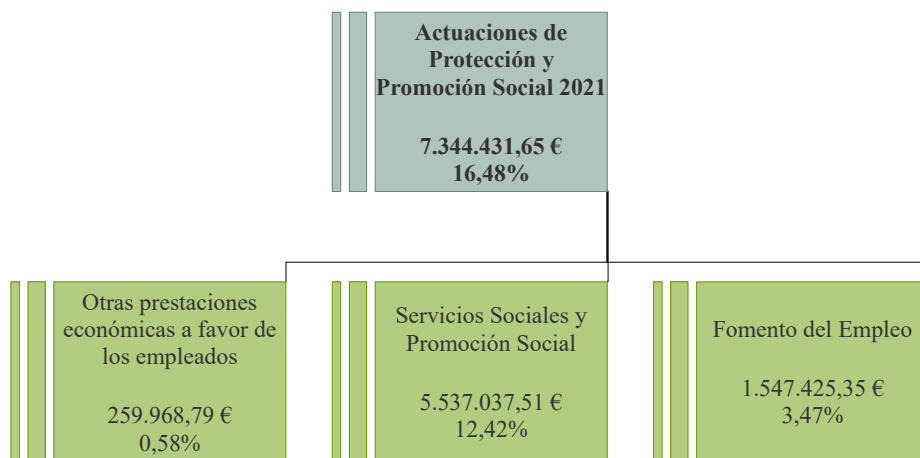 Actuaciones de
Protección y
Promoción Social 2021
7.344.431,65 €
16,48%
Otras prestaciones
económicas a favor de
los empleados
259.968,79 €
0,58%
Servicios Sociales y
Promoción Social
5.537.037,51 €
12,42%
Fomento del Empleo
1.547.425,35 €
3,47%